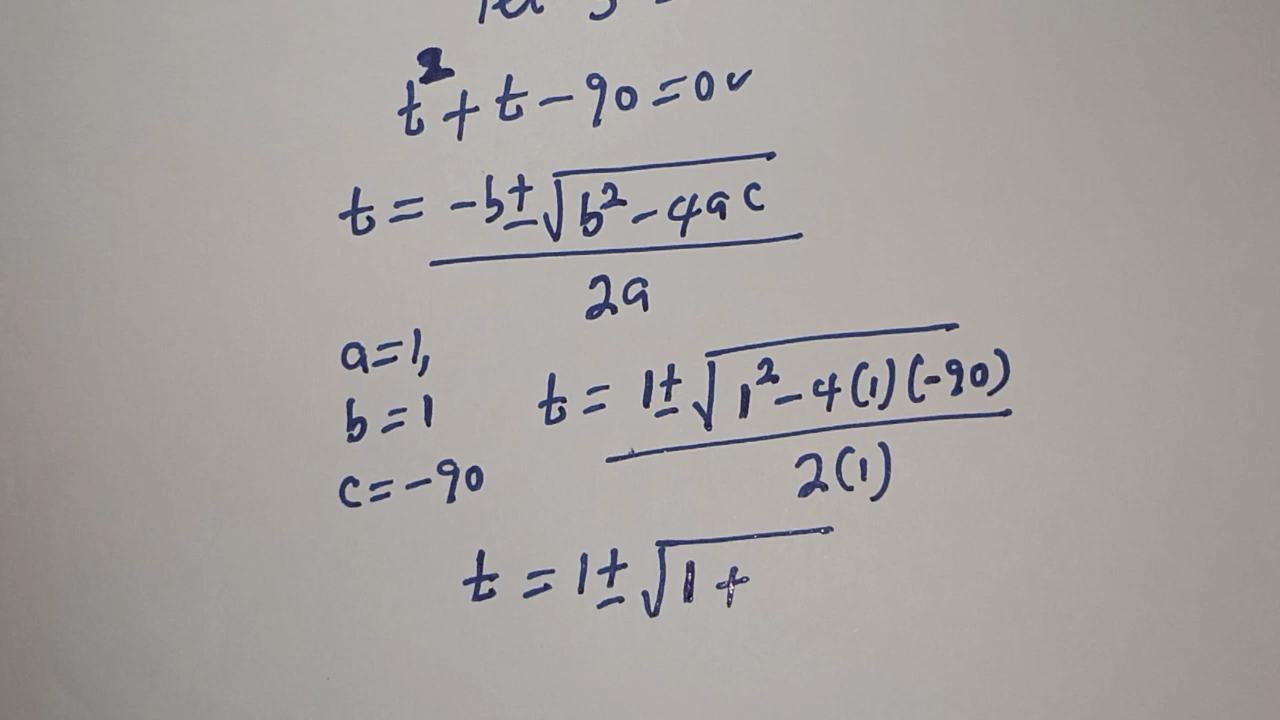 t² + t - 90 = 0 ✓
t = -b ± √(b² - 4ac)
2a
a = 1,
b = 1
c = -90
t = 1 ± √(1² - 4(1)(-90))
2(1)
t = 1 ± √(1 +